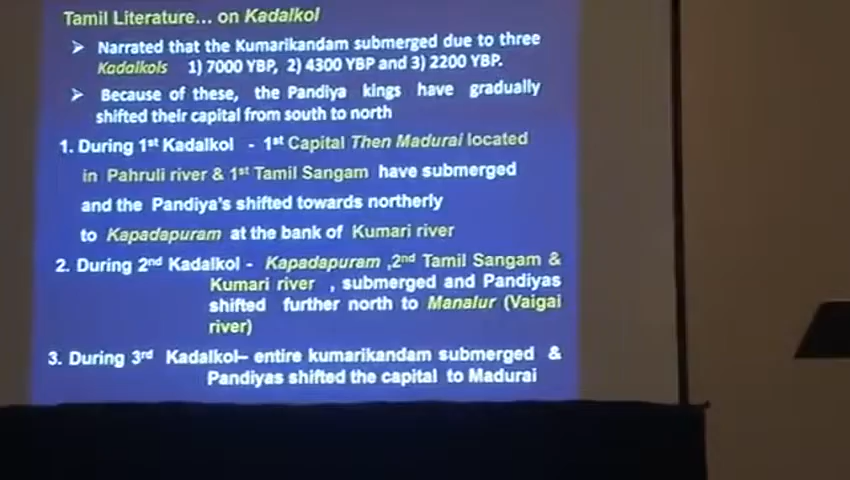 Tamil Literature... on Kadalkol
➢ Narrated that the Kumarikandam submerged due to three
Kadalkols 1) 7000 YBP, 2) 4300 YBP and 3) 2200 YBP.
➢ Because of these, the Pandiya kings have gradually
shifted their capital from south to north
1. During 1st Kadalkol - 1st Capital Then Madurai located
in Pahruli river & 1st Tamil Sangam have submerged
and the Pandiya's shifted towards northerly
to Kapadapuram at the bank of Kumari river
2. During 2nd Kadalkol - Kapadapuram ,2nd Tamil Sangam &
Kumari river , submerged and Pandiyas
shifted further north to Manalur (Vaigai
river)
3. During 3rd Kadalkol– entire kumarikandam submerged &
Pandiyas shifted the capital to Madurai